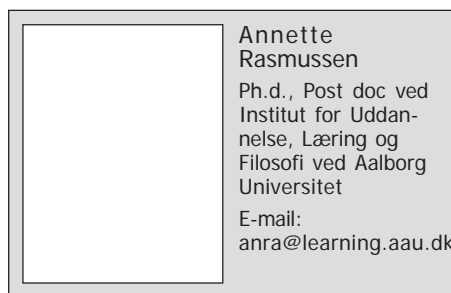 Annette
Rasmussen
Ph.d., Post doc ved
Institut for Uddan-
nelse, Læring og
Filosofi ved Aalborg
Universitet
E-mail:
anra@learning.aau.dk